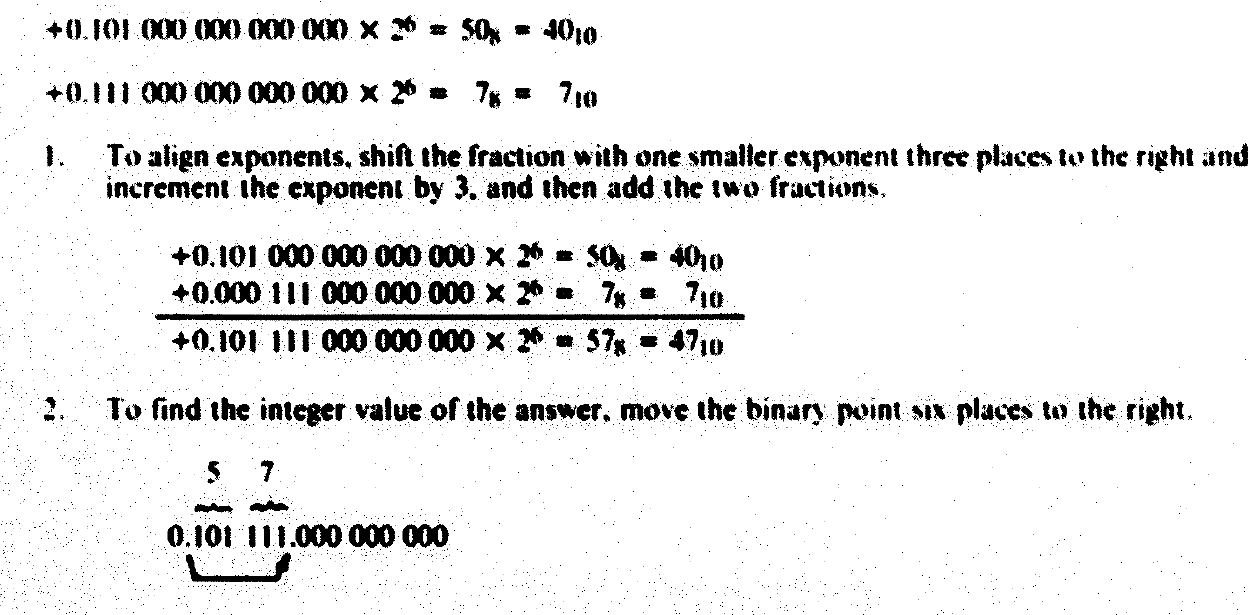 +0.101 000 000 000 000 × 2⁶ = 50₈ = 40₁₀
+0.111 000 000 000 000 × 2⁶ = 7₈ = 7₁₀
1. To align exponents, shift the fraction with one smaller exponent three places to the right and
increment the exponent by 3, and then add the two fractions.
+0.101 000 000 000 000 × 2⁶ = 50₈ = 40₁₀
+0.000 111 000 000 000 × 2⁶ = 7₈ = 7₁₀
+0.101 111 000 000 000 × 2⁶ = 57₈ = 47₁₀
2. To find the integer value of the answer, move the binary point six places to the right.
5 7
0.101 111.000 000 000